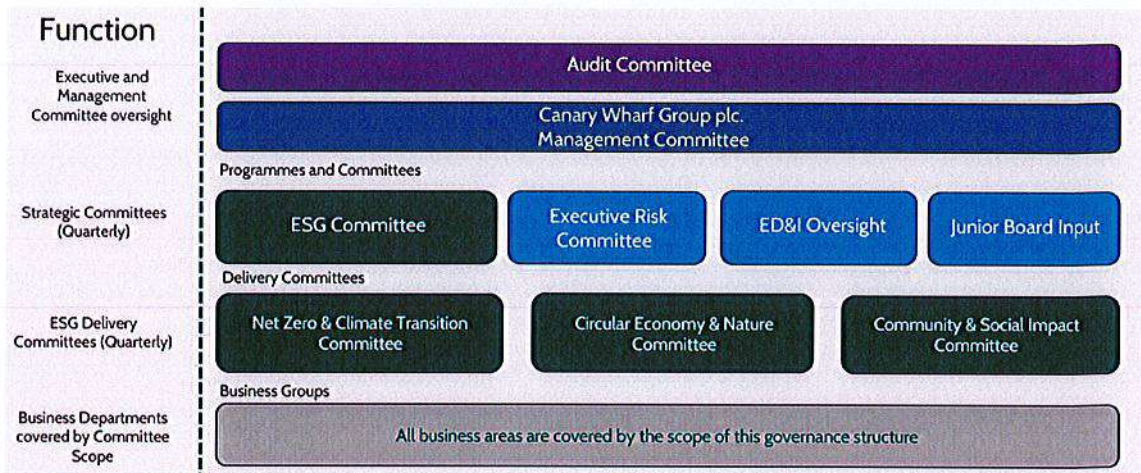 Function
Executive and
Management
Committee oversight
Audit Committee
Canary Wharf Group plc.
Management Committee
Programmes and Committees
Strategic Committees
(Quarterly)
ESG Committee
Executive Risk
Committee
ED&I Oversight
Junior Board Input
Delivery Committees
ESG Delivery
Committees (Quarterly)
Net Zero & Climate Transition
Committee
Circular Economy & Nature
Committee
Community & Social Impact
Committee
Business Groups
Business Departments
covered by Committee
Scope
All business areas are covered by the scope of this governance structure